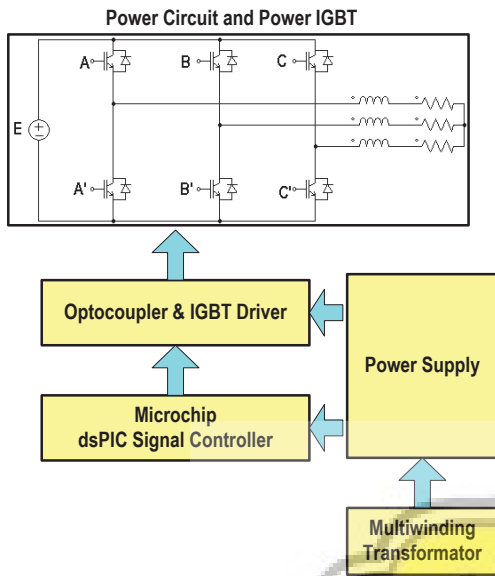 Power Circuit and Power IGBT
A B C
E
A' B' C'
Optocoupler & IGBT Driver
Power Supply
Microchip
dsPIC Signal Controller
Multiwinding
Transformator